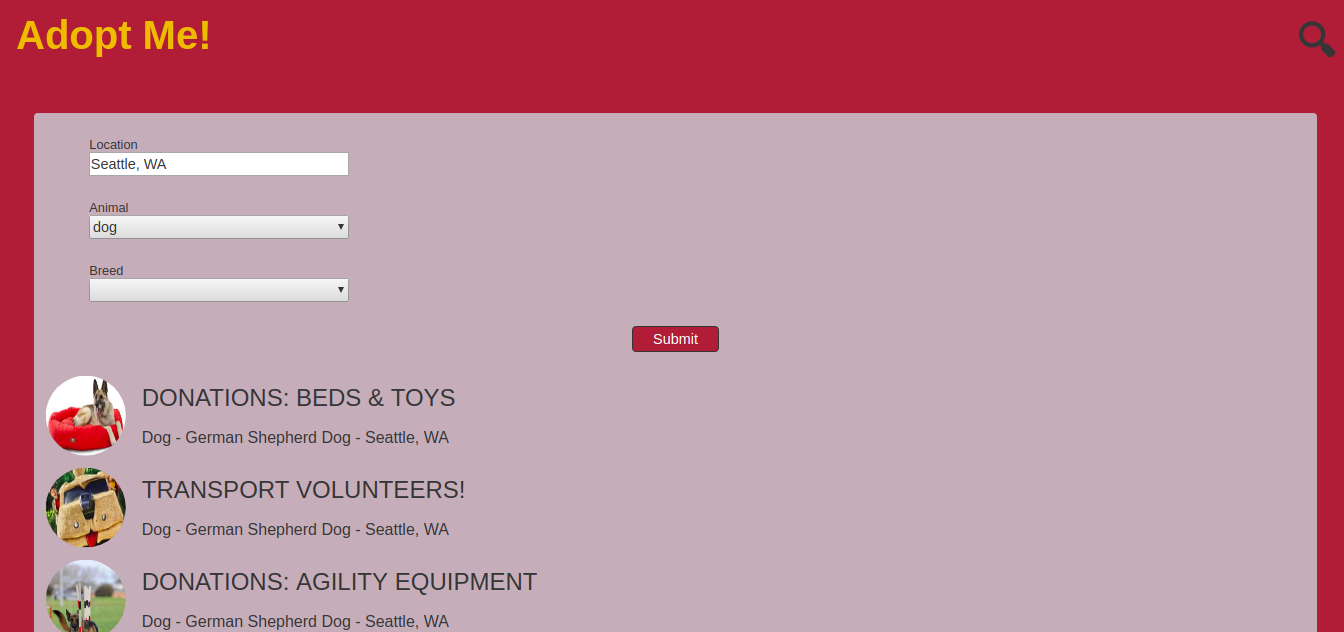 Adopt Me!
Location
Seattle, WA
Animal
dog
Breed
Submit
DONATIONS: BEDS & TOYS
Dog - German Shepherd Dog - Seattle, WA
TRANSPORT VOLUNTEERS!
Dog - German Shepherd Dog - Seattle, WA
DONATIONS: AGILITY EQUIPMENT
Dog - German Shepherd Dog - Seattle, WA